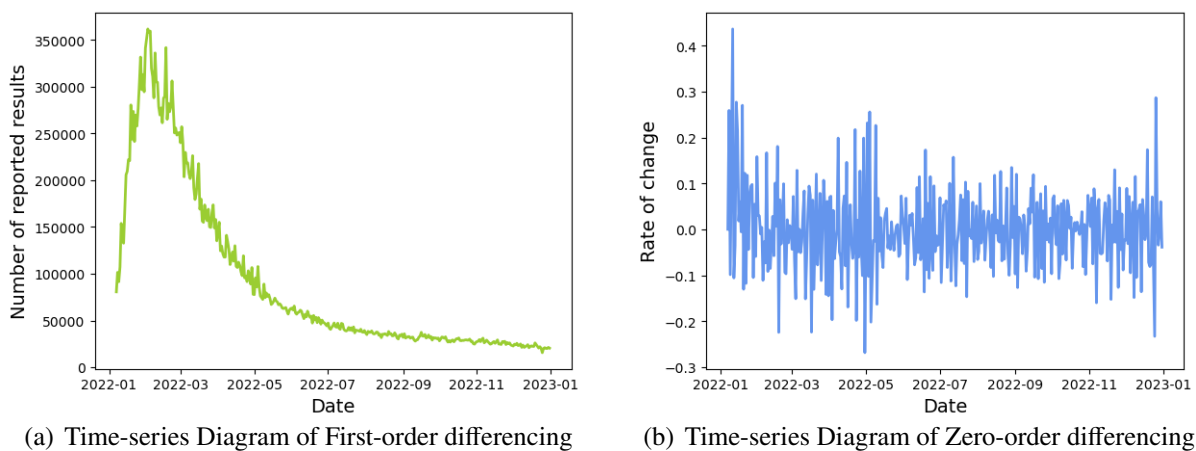 350000
300000
250000
200000
150000
100000
50000
0
Number of reported results
2022-01 2022-03 2022-05 2022-07 2022-09 2022-11 2023-01
Date
(a) Time-series Diagram of First-order differencing
0.4
0.3
0.2
0.1
0.0
−0.1
−0.2
−0.3
Rate of change
2022-01 2022-03 2022-05 2022-07 2022-09 2022-11 2023-01
Date
(b) Time-series Diagram of Zero-order differencing